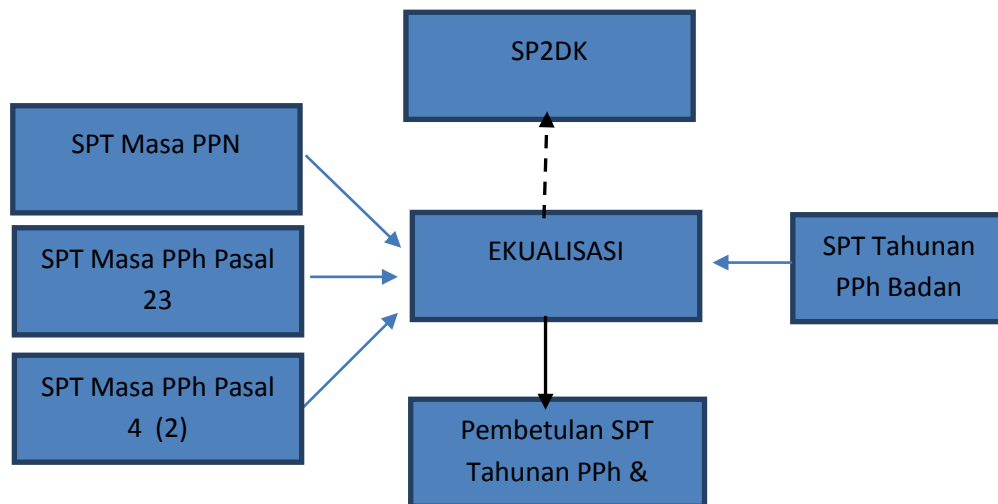 SP2DK
SPT Masa PPN
EKUALISASI
SPT Masa PPh Pasal
23
SPT Tahunan
PPh Badan
SPT Masa PPh Pasal
4 (2)
Pembetulan SPT
Tahunan PPh &